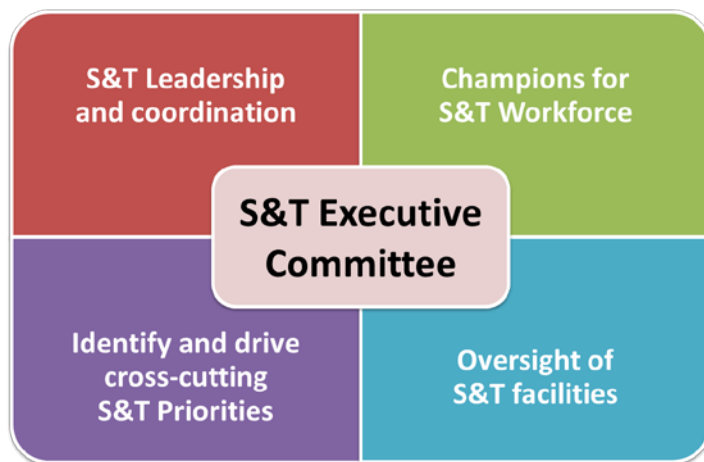 S&T Leadership
and coordination
Champions for
S&T Workforce
S&T Executive
Committee
Identify and drive
cross-cutting
S&T Priorities
Oversight of
S&T facilities